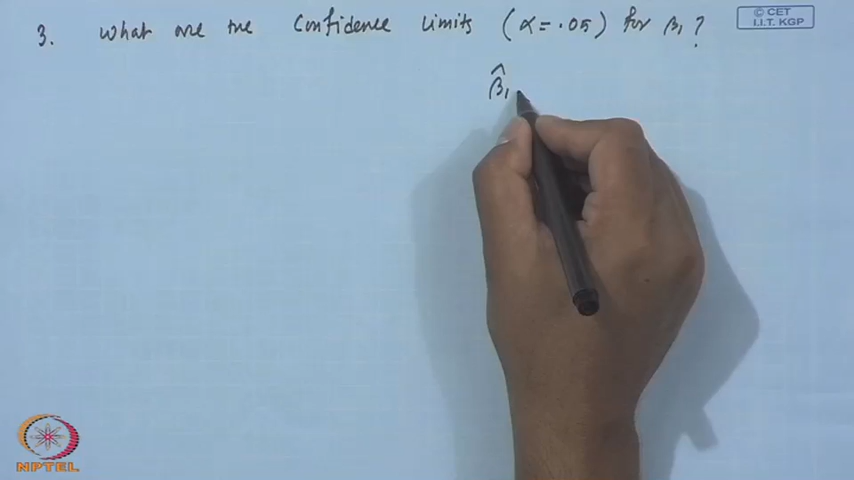 3. What are the Confidence limits (α = .05) for β₁ ?
© CET
I.I.T. KGP
β̂₁
NPTEL